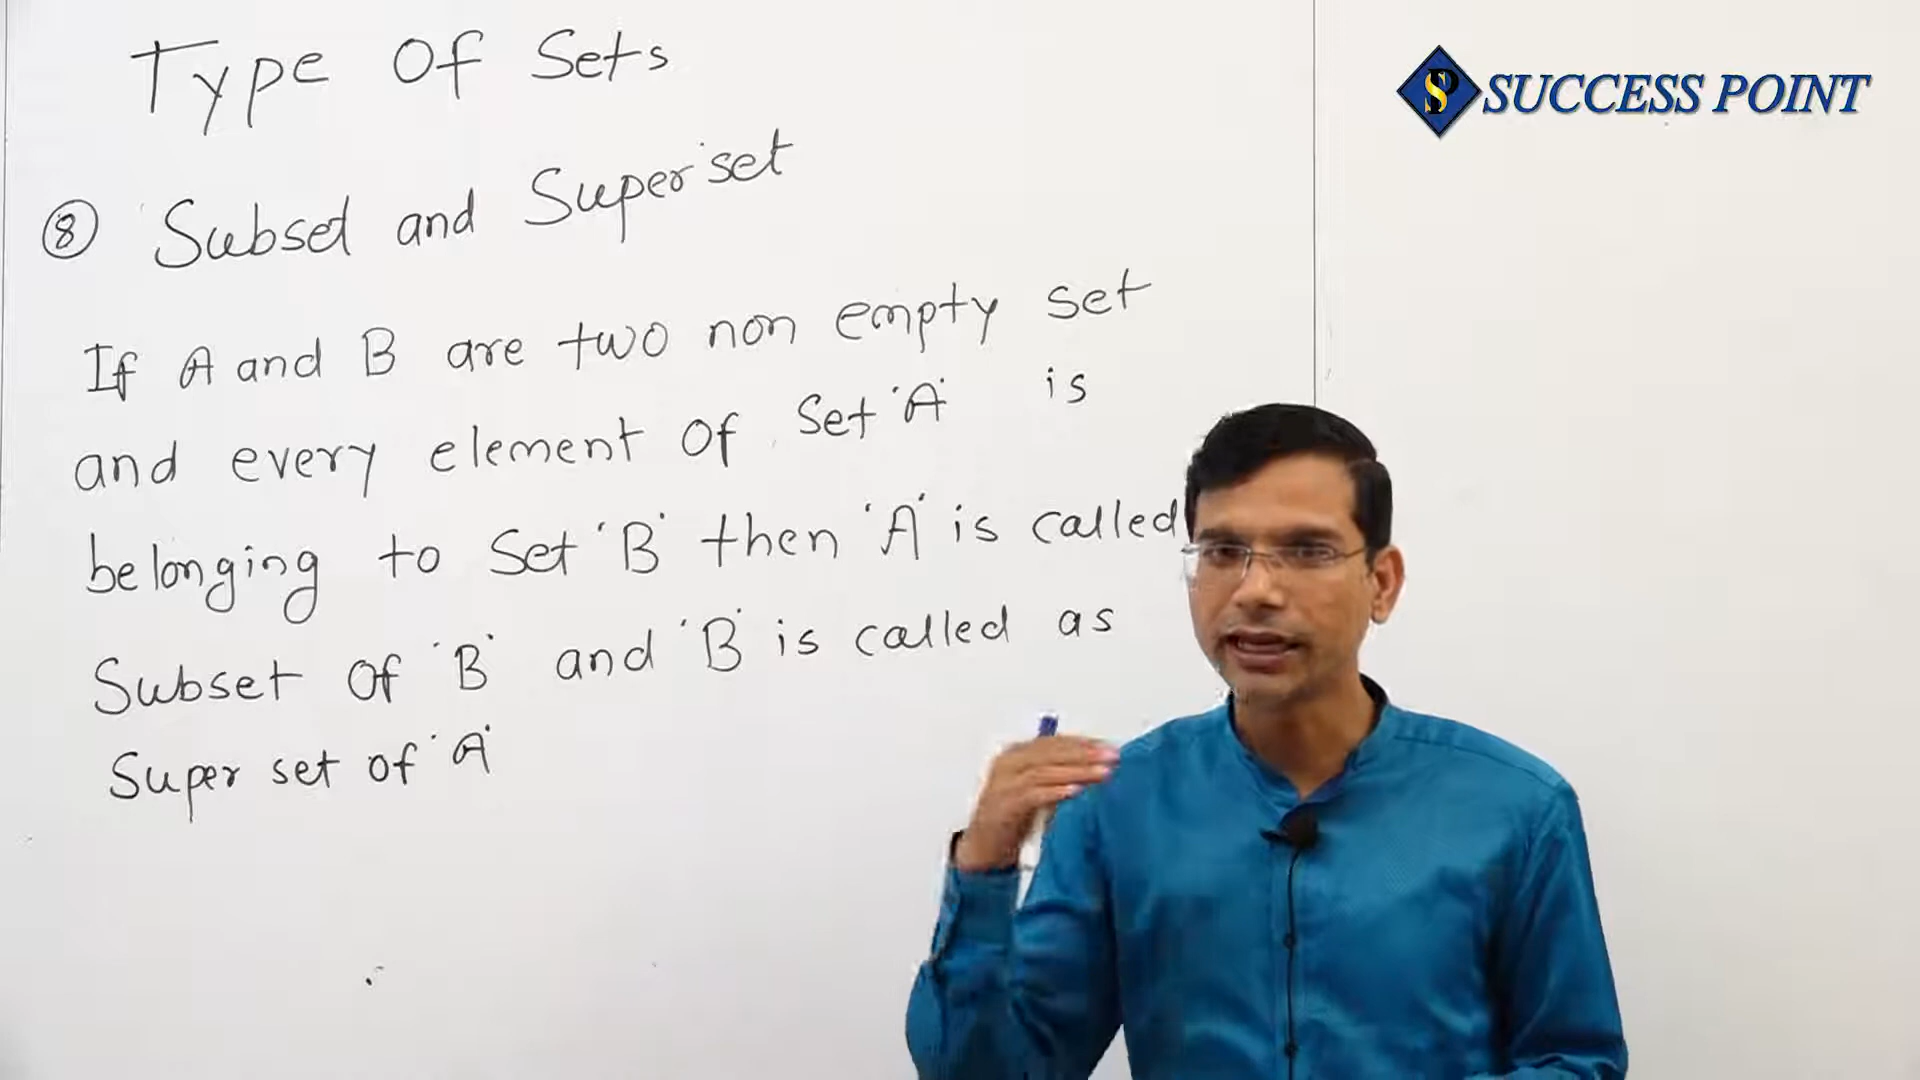 Type Of Sets
SP SUCCESS POINT
8 Subset and Superset
If A and B are two non empty set
and every element Of Set 'A' is
belonging to Set 'B' then 'A' is called
Subset Of 'B' and 'B' is called as
Super set of 'A'